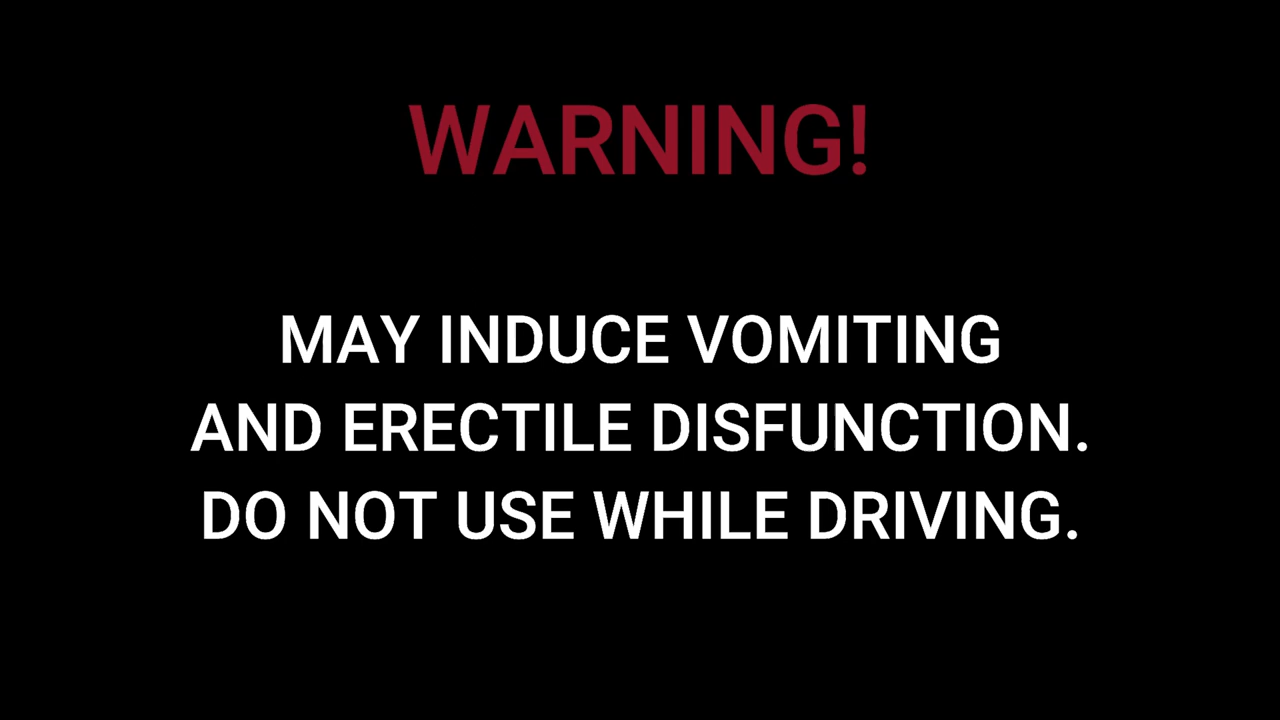 WARNING!
MAY INDUCE VOMITING
AND ERECTILE DISFUNCTION.
DO NOT USE WHILE DRIVING.